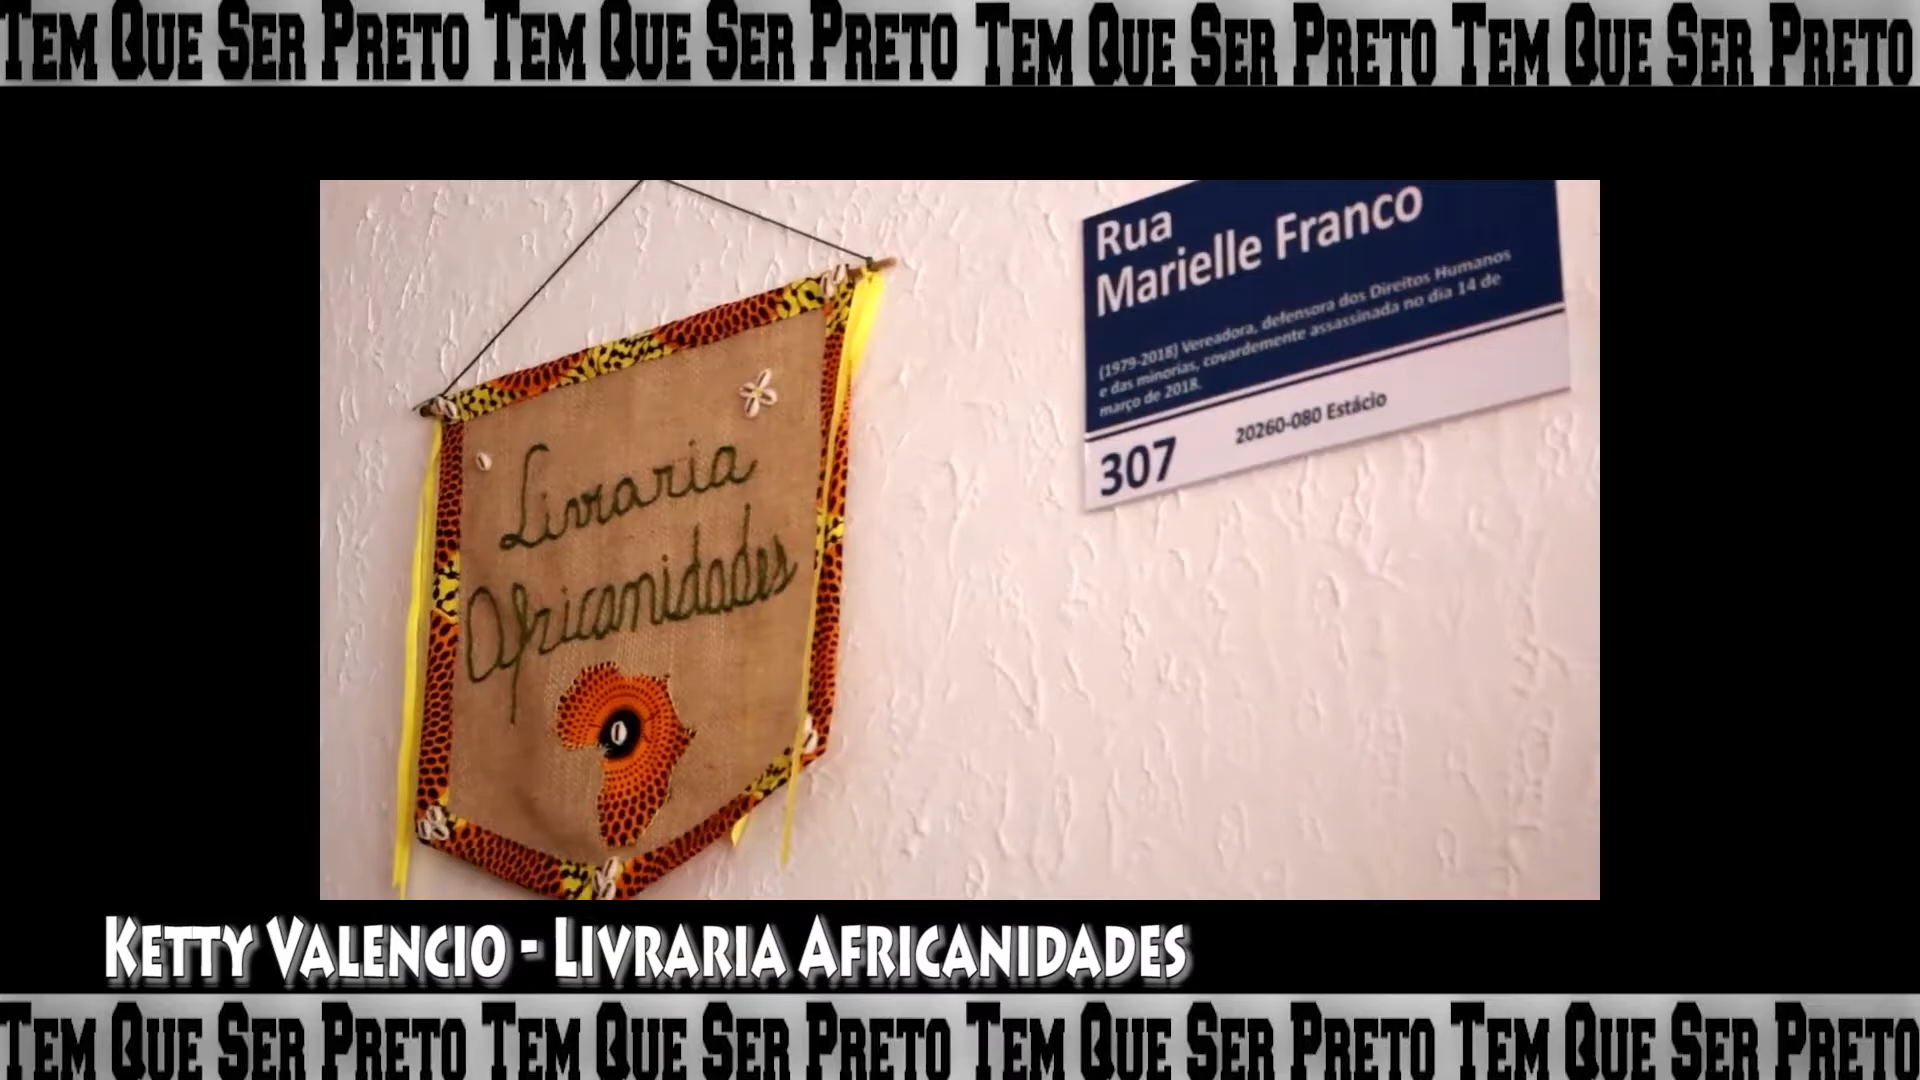 TEM QUE SER PRETO TEM QUE SER PRETO TEM QUE SER PRETO TEM QUE SER PRETO
Rua
Marielle Franco
(1979-2018) Vereadora, defensora dos Direitos Humanos
e das minorias, covardemente assassinada no dia 14 de
março de 2018.
307 20260-080 Estácio
Livraria
Africanidades
KETTY VALENCIO - LIVRARIA AFRICANIDADES
TEM QUE SER PRETO TEM QUE SER PRETO TEM QUE SER PRETO TEM QUE SER PRETO